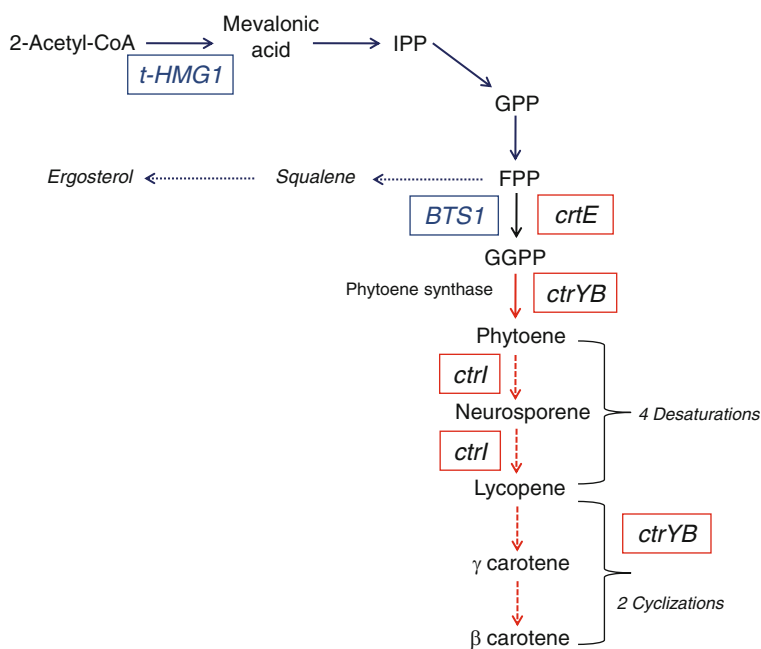 Mevalonic
acid
2-Acetyl-CoA
IPP
t-HMG1
GPP
Ergosterol
Squalene
FPP
BTS1
crtE
GGPP
Phytoene synthase
ctrYB
Phytoene
ctrI
Neurosporene
4 Desaturations
ctrI
Lycopene
ctrYB
γ carotene
2 Cyclizations
β carotene